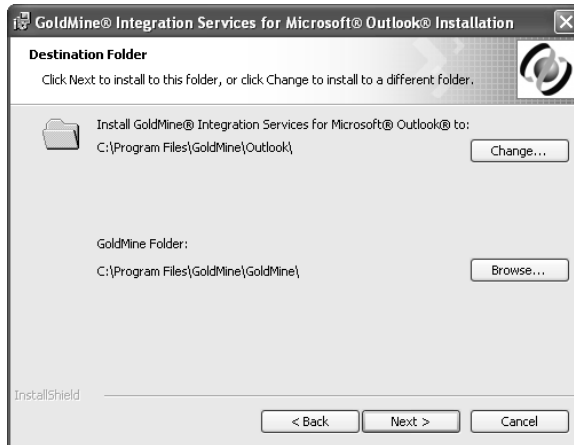 GoldMine® Integration Services for Microsoft® Outlook® Installation
Destination Folder
Click Next to install to this folder, or click Change to install to a different folder.
Install GoldMine® Integration Services for Microsoft® Outlook® to:
C:\Program Files\GoldMine\Outlook\
Change...
GoldMine Folder:
C:\Program Files\GoldMine\GoldMine\
Browse...
InstallShield
< Back Next > Cancel